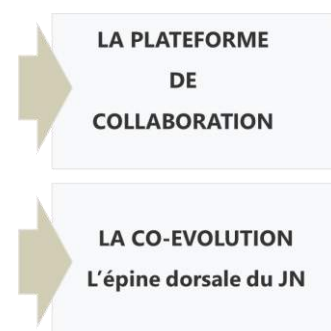 LA PLATEFORME
DE
COLLABORATION
LA CO-EVOLUTION
L'épine dorsale du JN